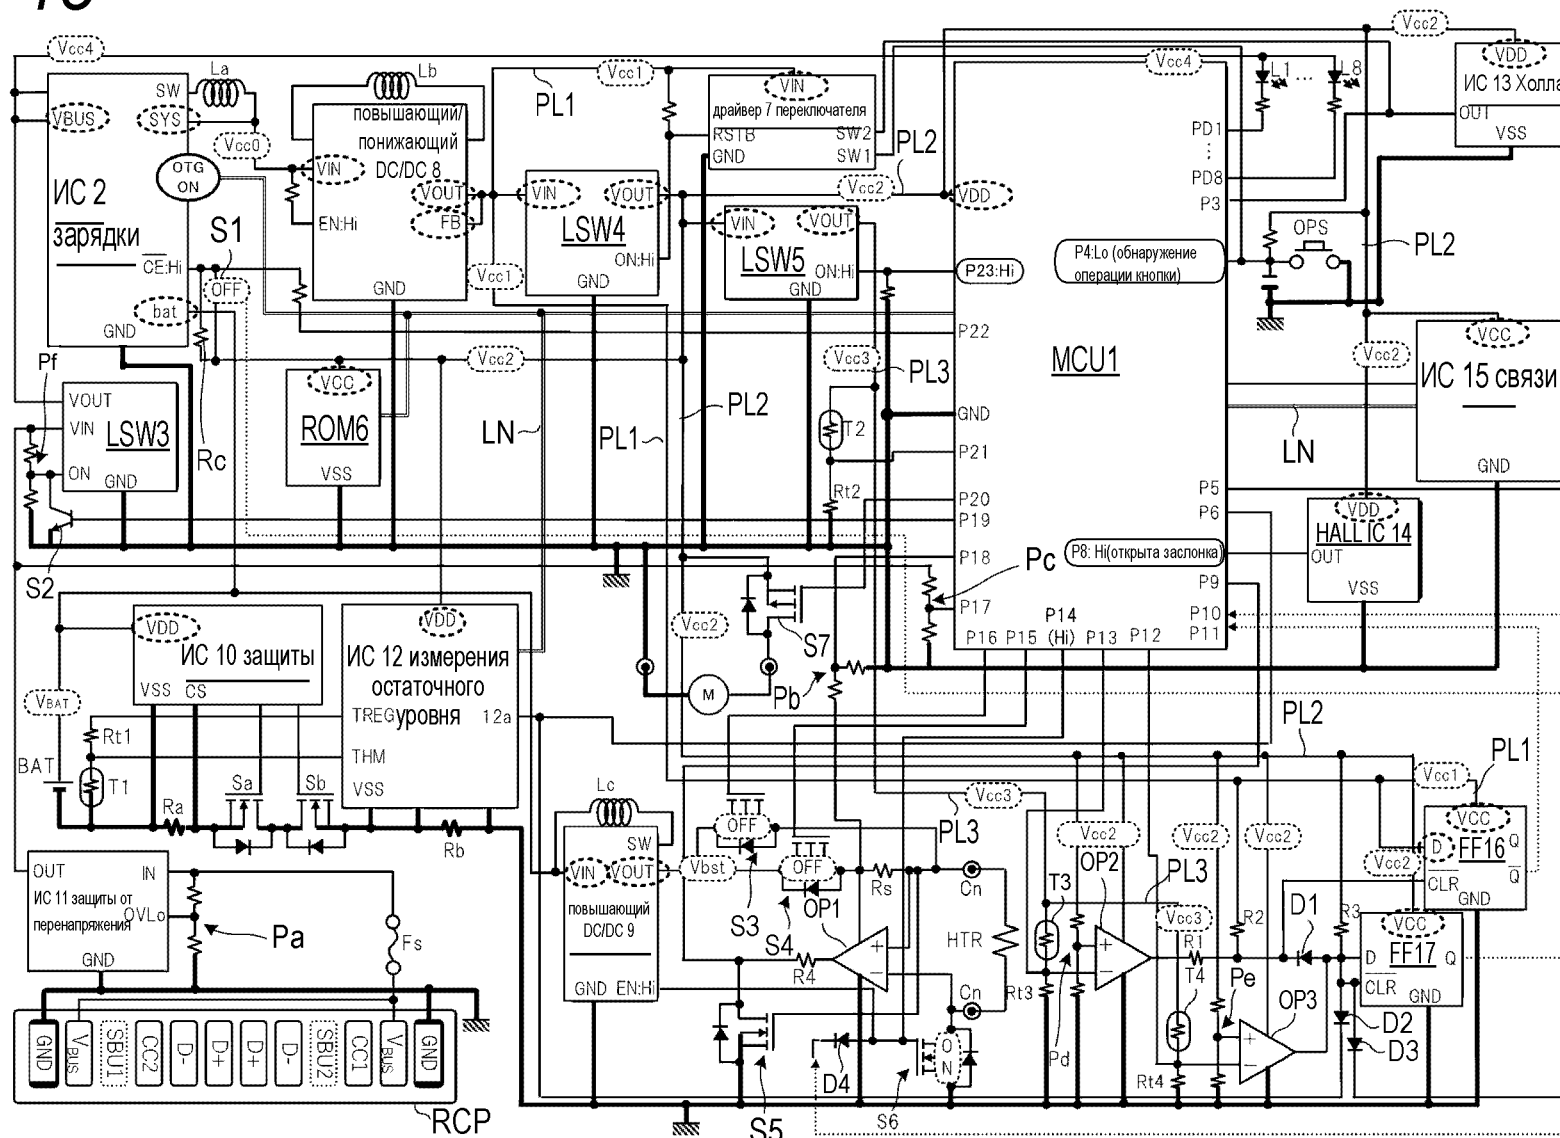 Vcc4
Vcc1
Vcc4
Vcc2
La
Lb
PL1
L1 ... L8
VDD
ИС 13 Холла
SW
VIN
VBUS
SYS
повышающий/
понижающий
DC/DC 8
драйвер 7 переключателя
RSTB
SW2
GND
SW1
PD1
OUT
VSS
Vcc0
VIN
PL2
OTG
ON
VIN
VOUT
Vcc2
VDD
PD8
P3
ИС 2
зарядки
VOUT
FB
EN:Hi
LSW4
VIN
VOUT
S1
ON:Hi
LSW5
ON:Hi
P23:Hi
P4:Lo (обнаружение
операции кнопки)
OPS
PL2
CE:Hi
OFF
Vcc1
GND
GND
GND
bat
GND
P22
VCC
Pf
Vcc2
Vcc3
PL3
MCU1
Vcc2
ИС 15 связи
VOUT
VIN
LSW3
ON
GND
VCC
ROM6
VSS
Rc
LN
PL1
PL2
T2
GND
P21
LN
GND
Rt2
P20
P19
P5
P6
VDD
HALL IC 14
OUT
VSS
S2
P18
Pc
P8: Hi(открыта заслонка)
P9
P17
P10
P11
VDD
ИС 10 защиты
VSS
CS
VDD
ИС 12 измерения
остаточного
уровня
TREG
12a
THM
VSS
Vcc2
S7
P16
P15
P14
(Hi)
P13
P12
VBAT
M
Pb
Rt1
PL2
BAT
T1
Sa
Sb
Ra
Rb
Lc
Vcc3
PL3
Vcc1
PL1
OFF
SW
VIN
VOUT
Vbst
OFF
повышающий
DC/DC 9
GND
EN:Hi
S3
S4
OP1
Rs
Cn
Vcc2
OP2
Vcc2
Vcc2
Vcc2
VCC
D
Q
FF16
CLR
Q
GND
OUT
IN
ИС 11 защиты от
перенапряжения
OVLo
GND
Pa
Fs
HTR
T3
PL3
Vcc3
R2
D1
R3
VCC
FF17
D
Q
CLR
GND
R4
+
−
Cn
Rt3
+
−
R1
T4
Pe
Pd
OP3
+
−
D2
D3
Rt4
O
N
D4
S5
S6
GND
VBUS
SBU1
CC2
D-
D+
D+
D-
SBU2
CC1
VBUS
GND
RCP